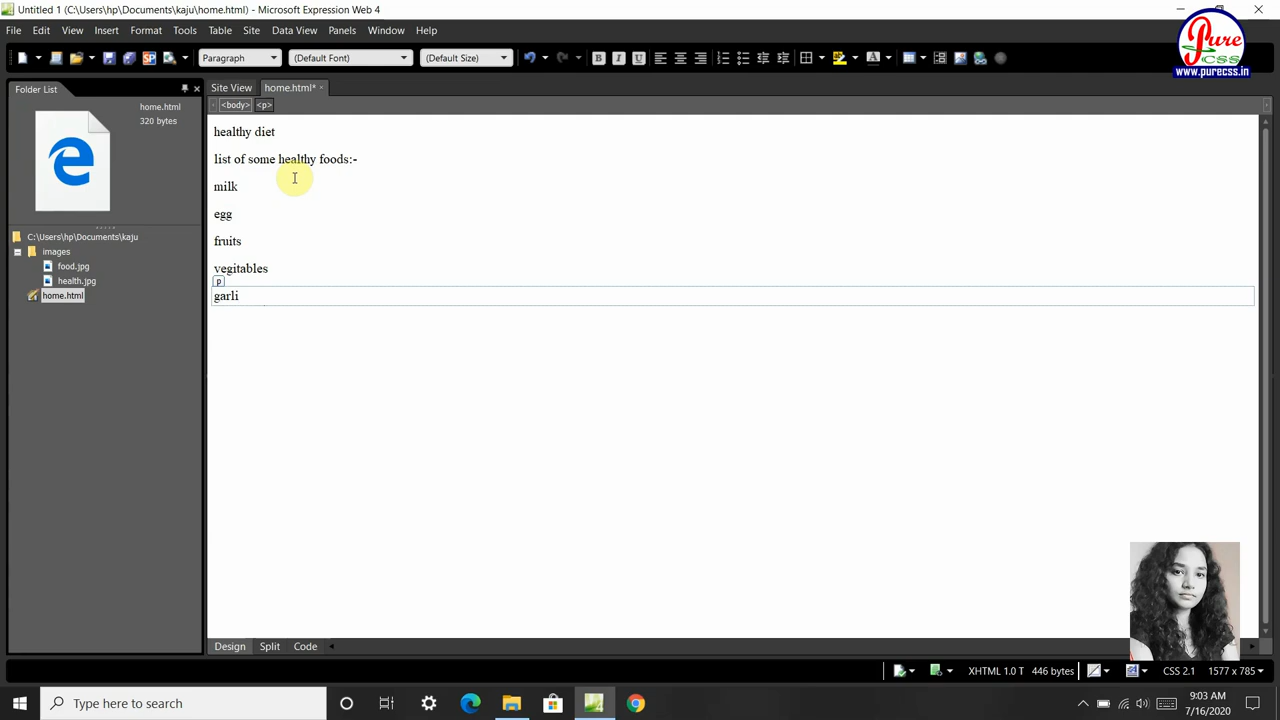 Untitled 1 (C:\Users\hp\Documents\kaju\home.html) - Microsoft Expression Web 4
File Edit View Insert Format Tools Table Site Data View Panels Window Help
Paragraph (Default Font) (Default Size)
Pure
CSS
www.purecss.in
Folder List
Site View home.html*
home.html
320 bytes
<body> <p>
healthy diet
list of some healthy foods:-
milk
egg
fruits
vegitables
p
garli
C:\Users\hp\Documents\kaju
images
food.jpg
health.jpg
home.html
Design Split Code
XHTML 1.0 T 446 bytes CSS 2.1 1577 x 785
Type here to search
9:03 AM
7/16/2020